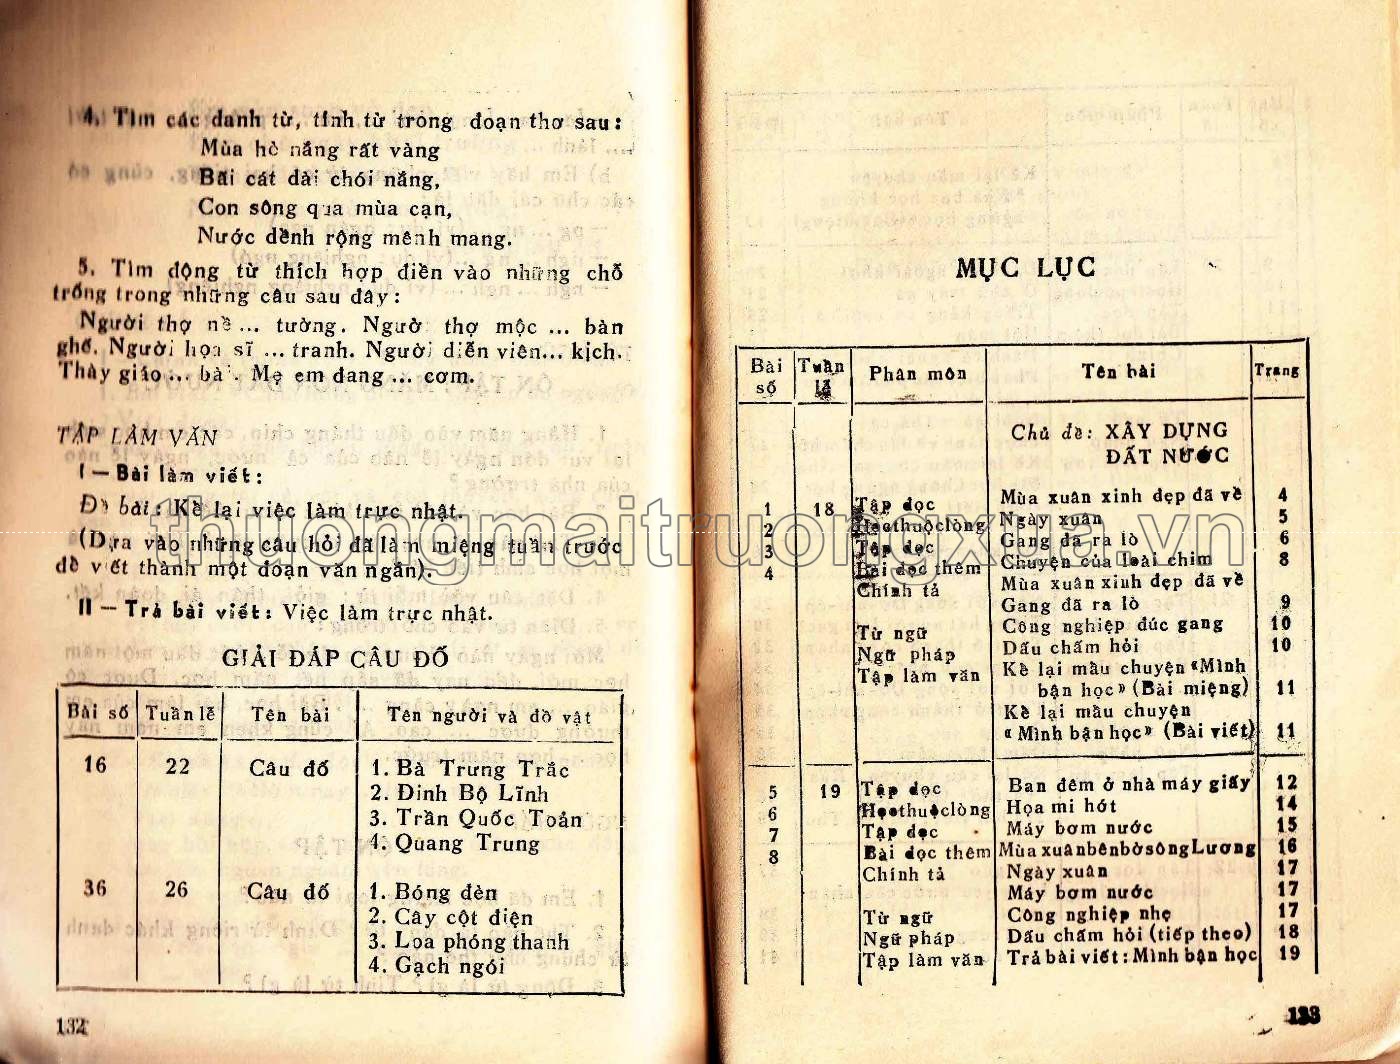 4. Tìm các danh từ, tính từ trong đoạn thơ sau:
Mùa hè nắng rất vàng
Bãi cát dài chói nắng,
Con sông qua mùa cạn,
Nước dềnh rộng mênh mang.
5. Tìm động từ thích hợp điền vào những chỗ
trống trong những câu sau đây:
Người thợ nề ... tường. Người thợ mộc ... bàn
ghế. Người họa sĩ ... tranh. Người diễn viên... kịch.
Thày giáo ... bài. Mẹ em đang ... cơm.
TẬP LÀM VĂN
I — Bài làm viết:
Đề bài: Kể lại việc làm trực nhật.
(Dựa vào những câu hỏi đã làm miệng tuần trước
để viết thành một đoạn văn ngắn).
II — Trả bài viết: Việc làm trực nhật.
GIẢI ĐÁP CÂU ĐỐ
Bài số Tuần lễ Tên bài Tên người và đồ vật
16 22 Câu đố 1. Bà Trưng Trắc
2. Đinh Bộ Lĩnh
3. Trần Quốc Toản
4. Quang Trung
36 26 Câu đố 1. Bóng đèn
2. Cây cột điện
3. Loa phóng thanh
4. Gạch ngói
132
MỤC LỤC
Bài số Tuần lễ Phân môn Tên bài Trang
Chủ đề: XÂY DỰNG
ĐẤT NƯỚC
1 18 Tập đọc Mùa xuân xinh đẹp đã về 4
2 Học thuộc lòng Ngày xuân 5
3 Tập đọc Gang đã ra lò 6
4 Bài đọc thêm Chuyện của loài chim 8
Chính tả Mùa xuân xinh đẹp đã về
Gang đã ra lò 9
Từ ngữ Công nghiệp đúc gang 10
Ngữ pháp Dấu chấm hỏi 10
Tập làm văn Kể lại mẩu chuyện «Mình
bận học» (Bài miệng) 11
Kể lại mẩu chuyện
«Mình bận học» (Bài viết) 11
5 19 Tập đọc Ban đêm ở nhà máy giấy 12
6 Học thuộc lòng Họa mi hót 14
7 Tập đọc Máy bơm nước 15
8 Bài đọc thêm Mùa xuân bên bờ sông Lương 16
Chính tả Ngày xuân 17
Máy bơm nước 17
Từ ngữ Công nghiệp nhẹ 17
Ngữ pháp Dấu chấm hỏi (tiếp theo) 18
Tập làm văn Trả bài viết: Mình bận học 19
133
thuongmaitruongxua.vn